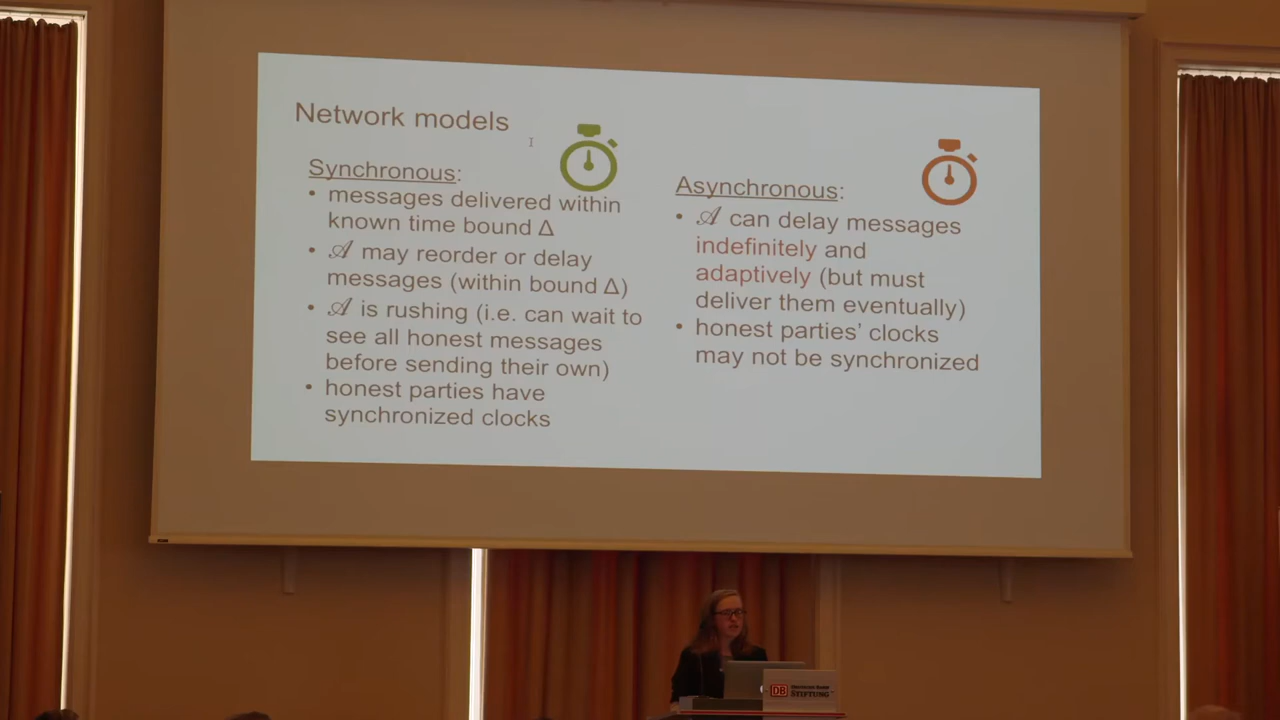 Network models
Synchronous:
• messages delivered within
known time bound Δ
• 𝒜 may reorder or delay
messages (within bound Δ)
• 𝒜 is rushing (i.e. can wait to
see all honest messages
before sending their own)
• honest parties have
synchronized clocks
Asynchronous:
• 𝒜 can delay messages
indefinitely and
adaptively (but must
deliver them eventually)
• honest parties’ clocks
may not be synchronized
DB
STIFTUNG